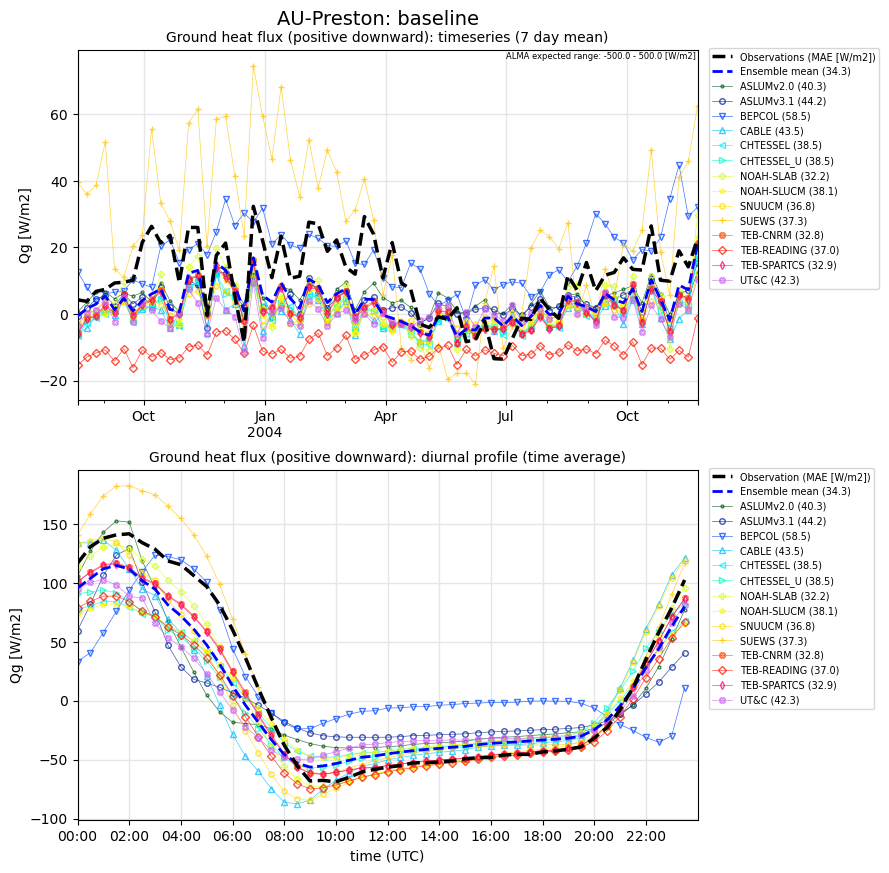 AU-Preston: baseline
Ground heat flux (positive downward): timeseries (7 day mean)
ALMA expected range: -500.0 - 500.0 [W/m2]
Qg [W/m2]
60
40
20
0
−20
Oct
Jan
2004
Apr
Jul
Oct
Observations (MAE [W/m2])
Ensemble mean (34.3)
ASLUMv2.0 (40.3)
ASLUMv3.1 (44.2)
BEPCOL (58.5)
CABLE (43.5)
CHTESSEL (38.5)
CHTESSEL_U (38.5)
NOAH-SLAB (32.2)
NOAH-SLUCM (38.1)
SNUUCM (36.8)
SUEWS (37.3)
TEB-CNRM (32.8)
TEB-READING (37.0)
TEB-SPARTCS (32.9)
UT&C (42.3)
Ground heat flux (positive downward): diurnal profile (time average)
Qg [W/m2]
150
100
50
0
−50
−100
00:00
02:00
04:00
06:00
08:00
10:00
12:00
14:00
16:00
18:00
20:00
22:00
time (UTC)
Observation (MAE [W/m2])
Ensemble mean (34.3)
ASLUMv2.0 (40.3)
ASLUMv3.1 (44.2)
BEPCOL (58.5)
CABLE (43.5)
CHTESSEL (38.5)
CHTESSEL_U (38.5)
NOAH-SLAB (32.2)
NOAH-SLUCM (38.1)
SNUUCM (36.8)
SUEWS (37.3)
TEB-CNRM (32.8)
TEB-READING (37.0)
TEB-SPARTCS (32.9)
UT&C (42.3)